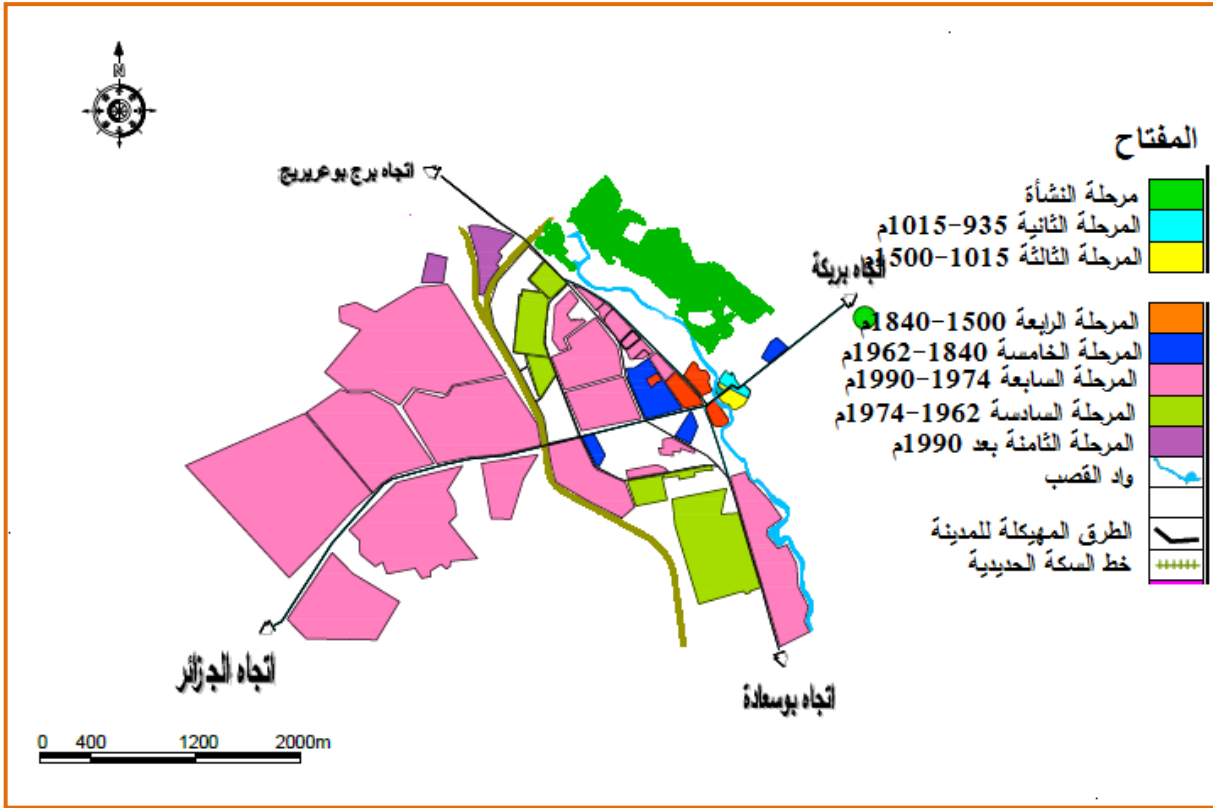 N
المفتاح
اتجاه برج بوعريريج
مرحلة النشأة
المرحلة الثانية 935-1015م
المرحلة الثالثة 1015-1500م
اتجاه بريكة
المرحلة الرابعة 1500-1840م
المرحلة الخامسة 1840-1962م
المرحلة السابعة 1974-1990م
المرحلة السادسة 1962-1974م
المرحلة الثامنة بعد 1990م
واد القصب
الطرق المهيكلة للمدينة
خط السكة الحديدية
اتجاه الجزائر
اتجاه بوسعادة
0 400 1200 2000m